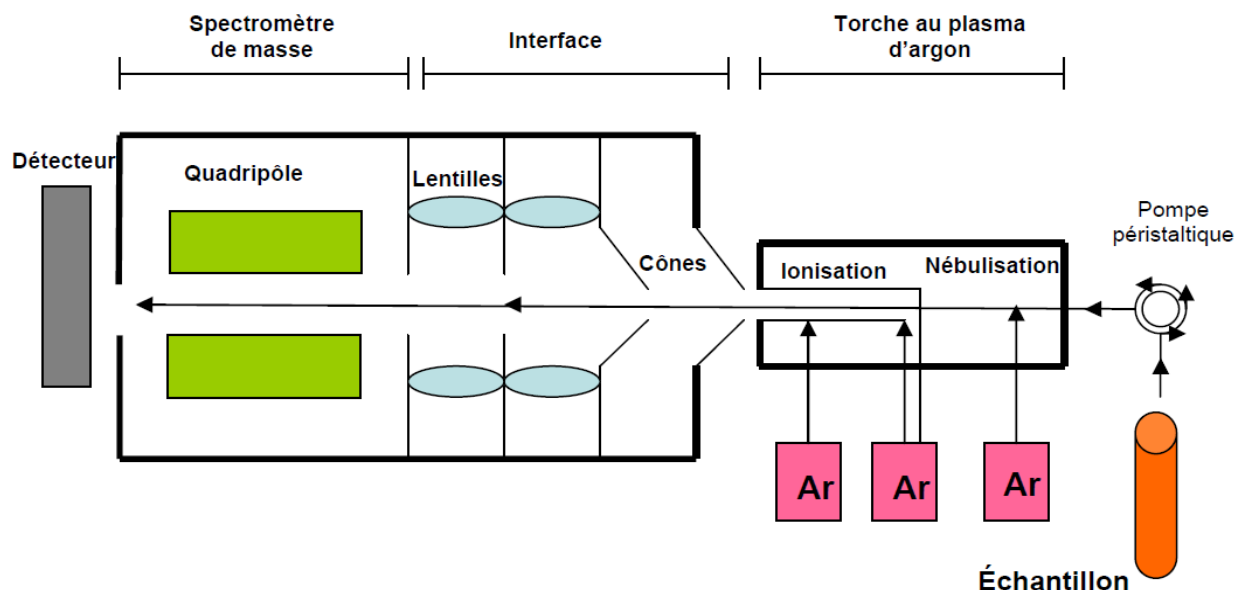 Spectromètre
de masse
Interface
Torche au plasma
d'argon
Détecteur
Quadripôle
Lentilles
Cônes
Ionisation
Nébulisation
Pompe
péristaltique
Ar
Ar
Ar
Échantillon